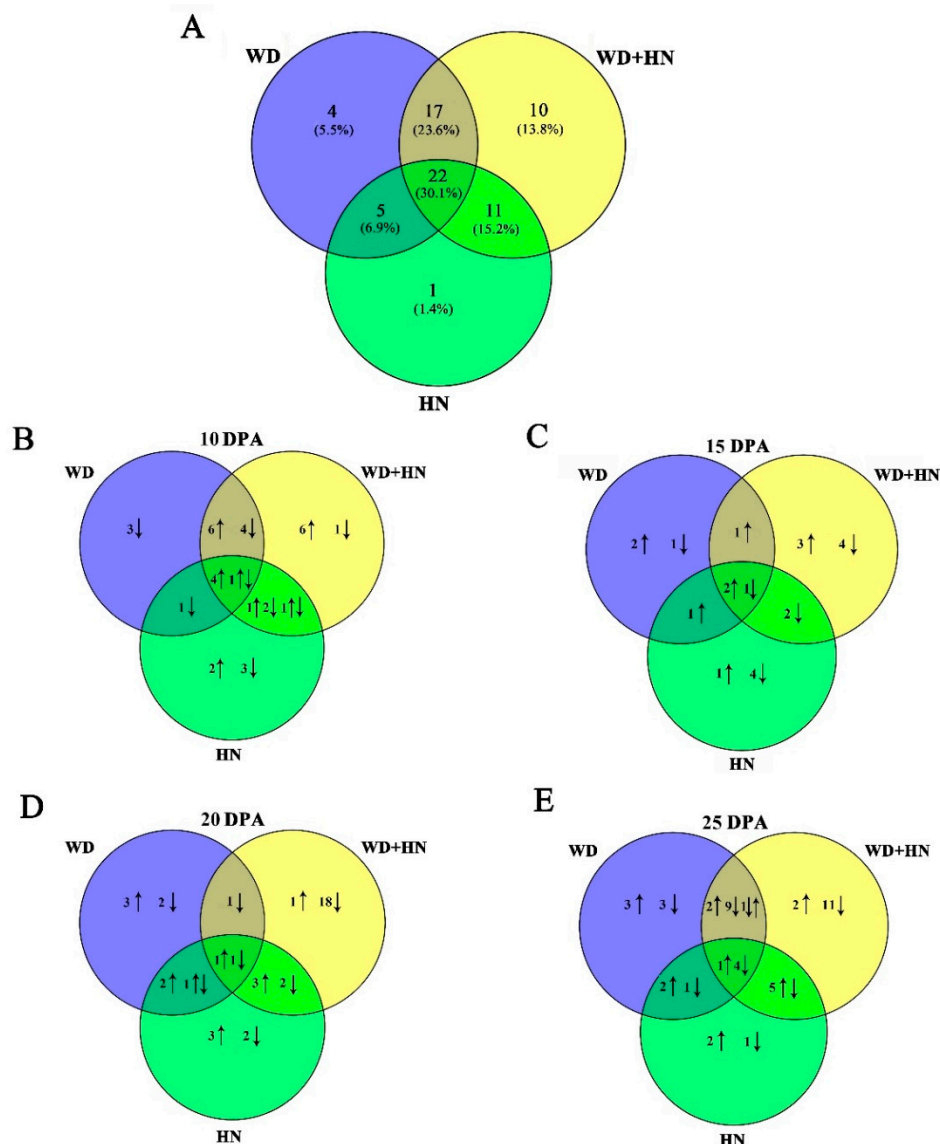 A
WD
WD+HN
4
(5.5%)
17
(23.6%)
10
(13.8%)
22
(30.1%)
5
(6.9%)
11
(15.2%)
1
(1.4%)
HN
B
10 DPA
WD
WD+HN
3↓
6↑ 4↓
6↑ 1↓
4↑1↑↓
1↓
1↑2↓1↑↓
2↑ 3↓
HN
C
15 DPA
WD
WD+HN
2↑ 1↓
1↑
3↑ 4↓
2↑ 1↓
1↑
2↓
1↑ 4↓
HN
D
20 DPA
WD
WD+HN
3↑ 2↓
1↓
1↑ 18↓
1↑1↓
2↑ 1↑↓
3↑ 2↓
3↑ 2↓
HN
E
25 DPA
WD
WD+HN
3↑ 3↓
2↑9↓1↓↑
2↑ 11↓
1↑4↓
2↑ 1↓
5↑↓
2↑ 1↓
HN